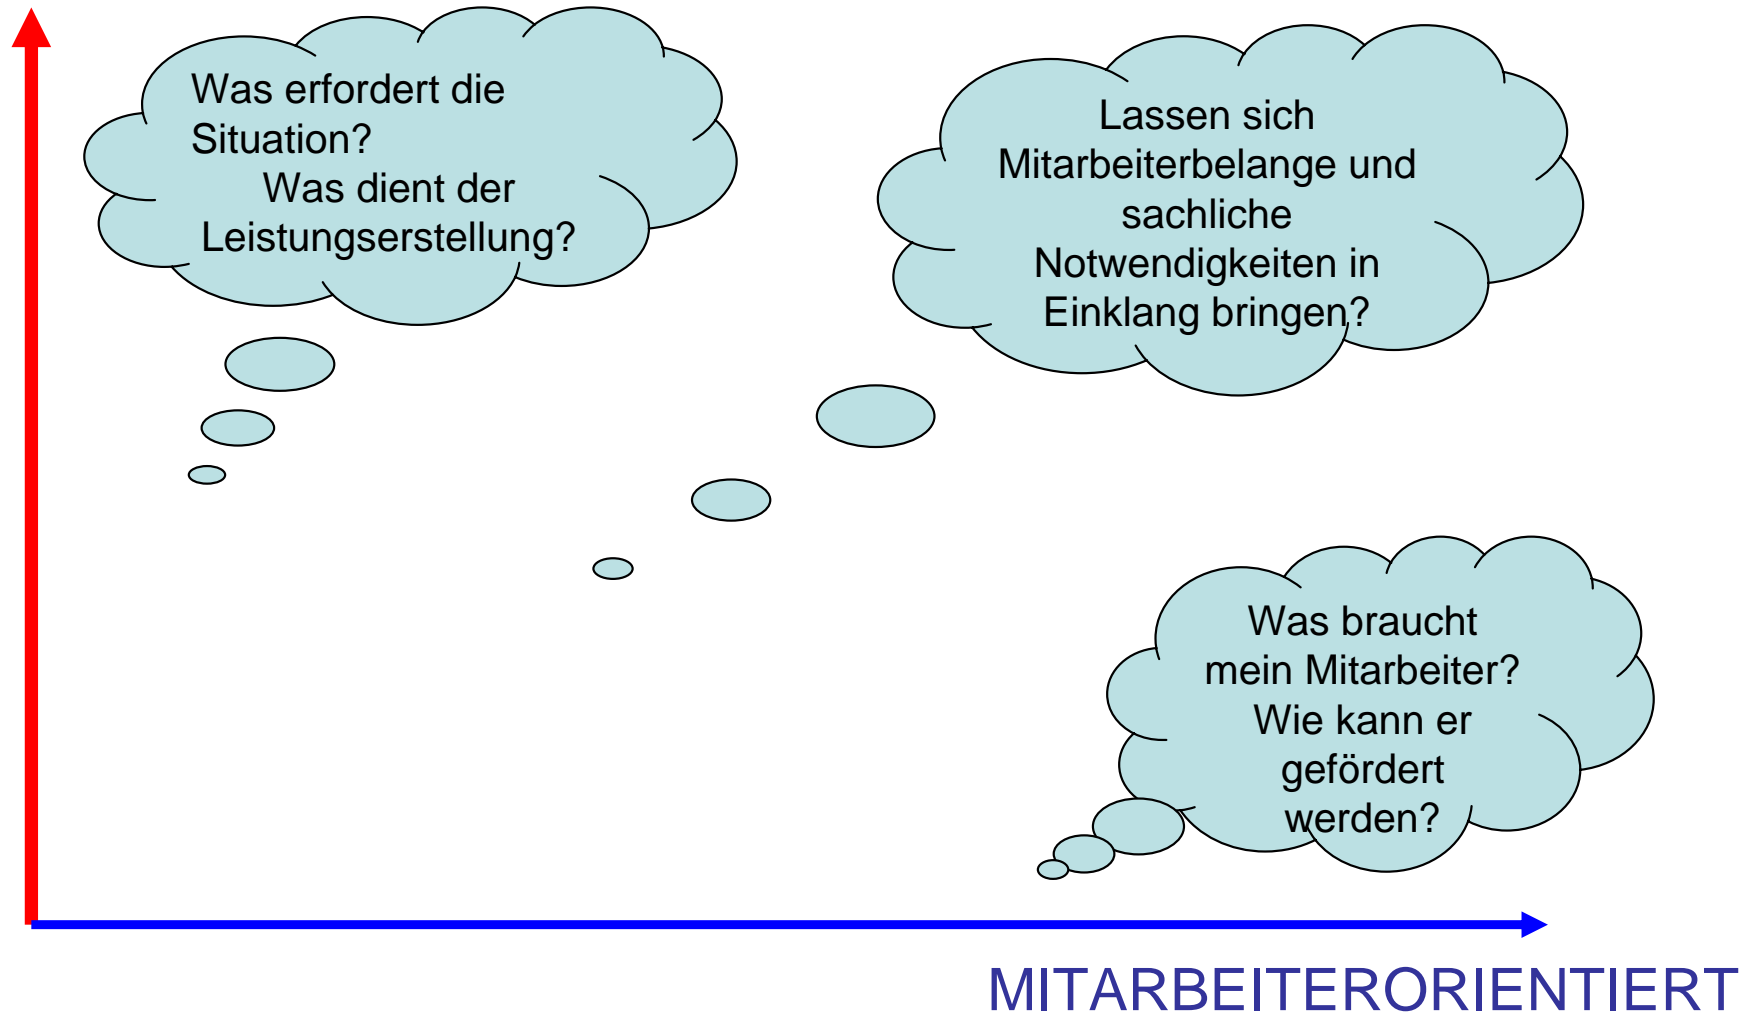 Was erfordert die
Situation?
Was dient der
Leistungserstellung?
Lassen sich
Mitarbeiterbelange und
sachliche
Notwendigkeiten in
Einklang bringen?
Was braucht
mein Mitarbeiter?
Wie kann er
gefördert
werden?
MITARBEITERORIENTIERT